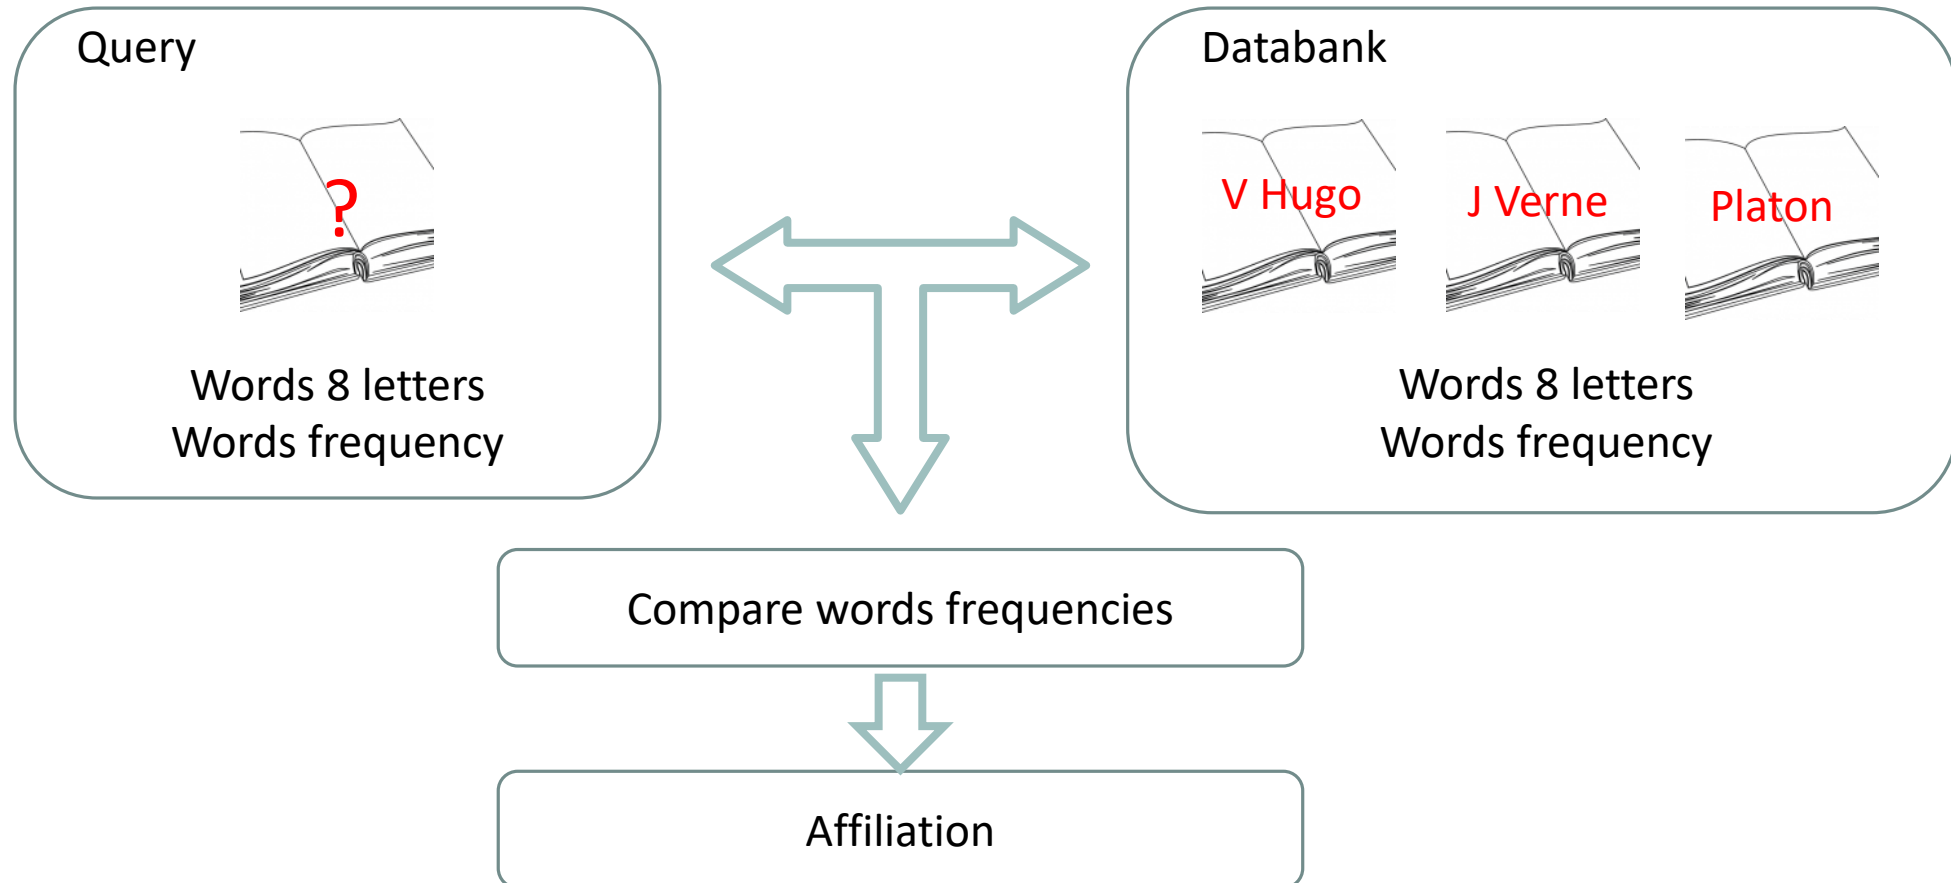 Query
?
Words 8 letters
Words frequency
Databank
V Hugo
J Verne
Platon
Words 8 letters
Words frequency
Compare words frequencies
Affiliation